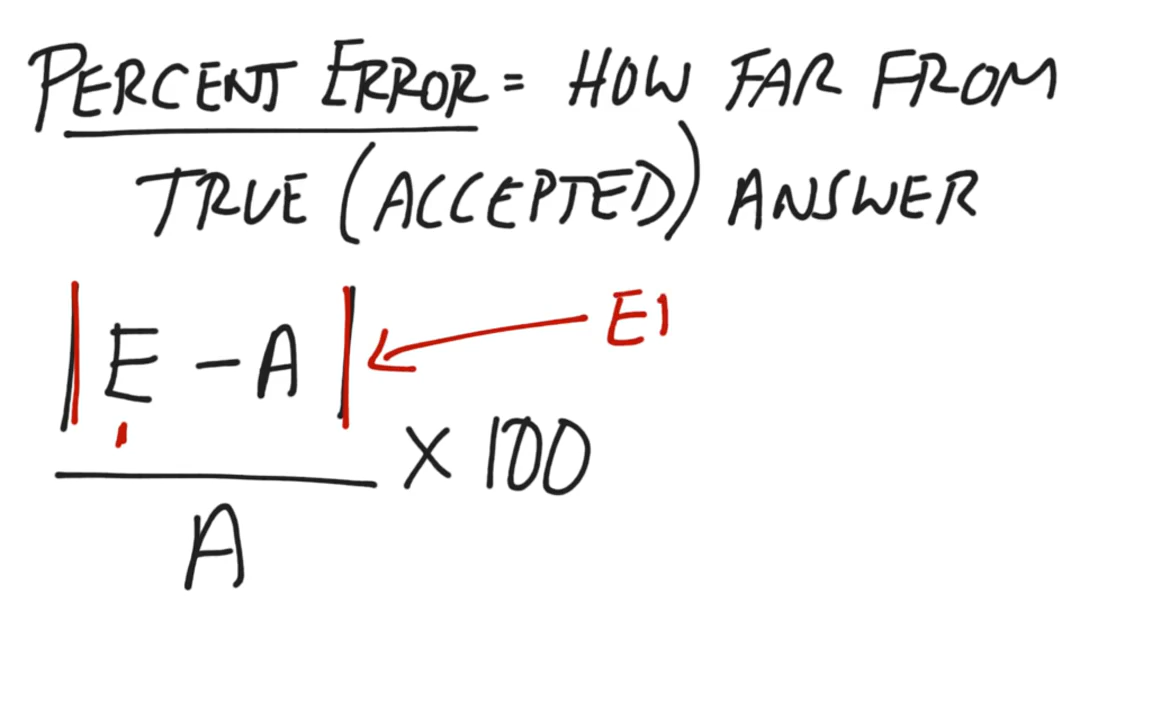 PERCENT ERROR = HOW FAR FROM
TRUE (ACCEPTED) ANSWER
|E - A| E1
A × 100